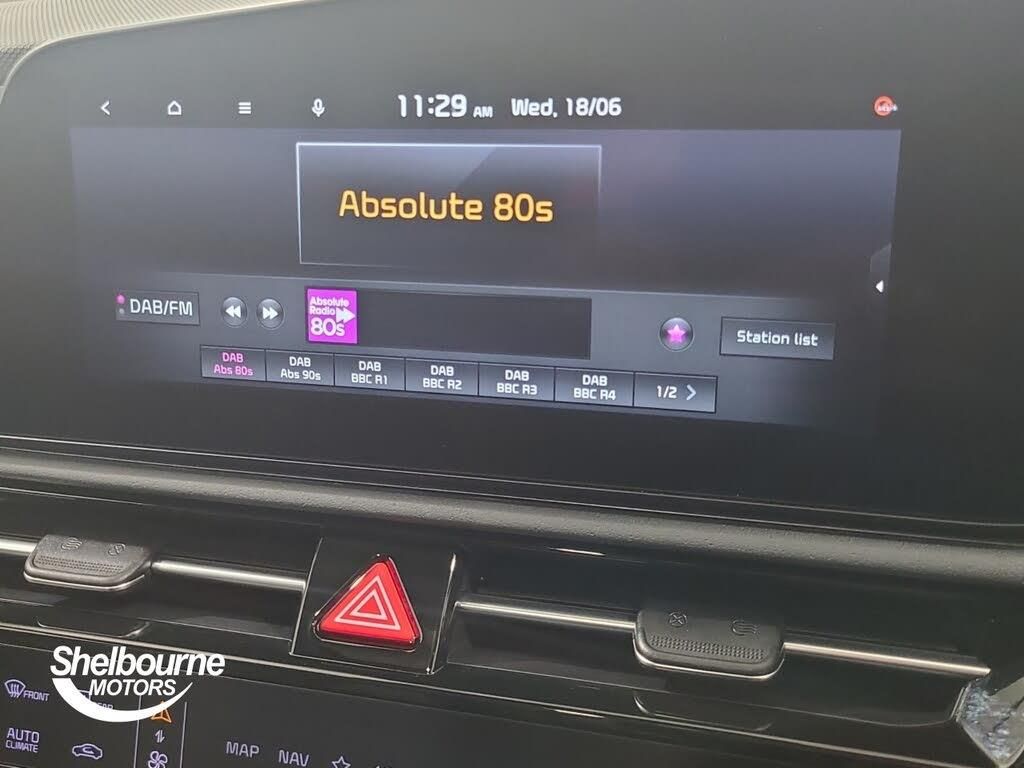 11:29 AM Wed, 18/06
Absolute 80s
DAB/FM
Absolute
Radio
80s
Station list
DAB
Abs 80s
DAB
Abs 90s
DAB
BBC R1
DAB
BBC R2
DAB
BBC R3
DAB
BBC R4
1/2
Shelbourne
MOTORS
FRONT
AUTO
CLIMATE
MAP
NAV